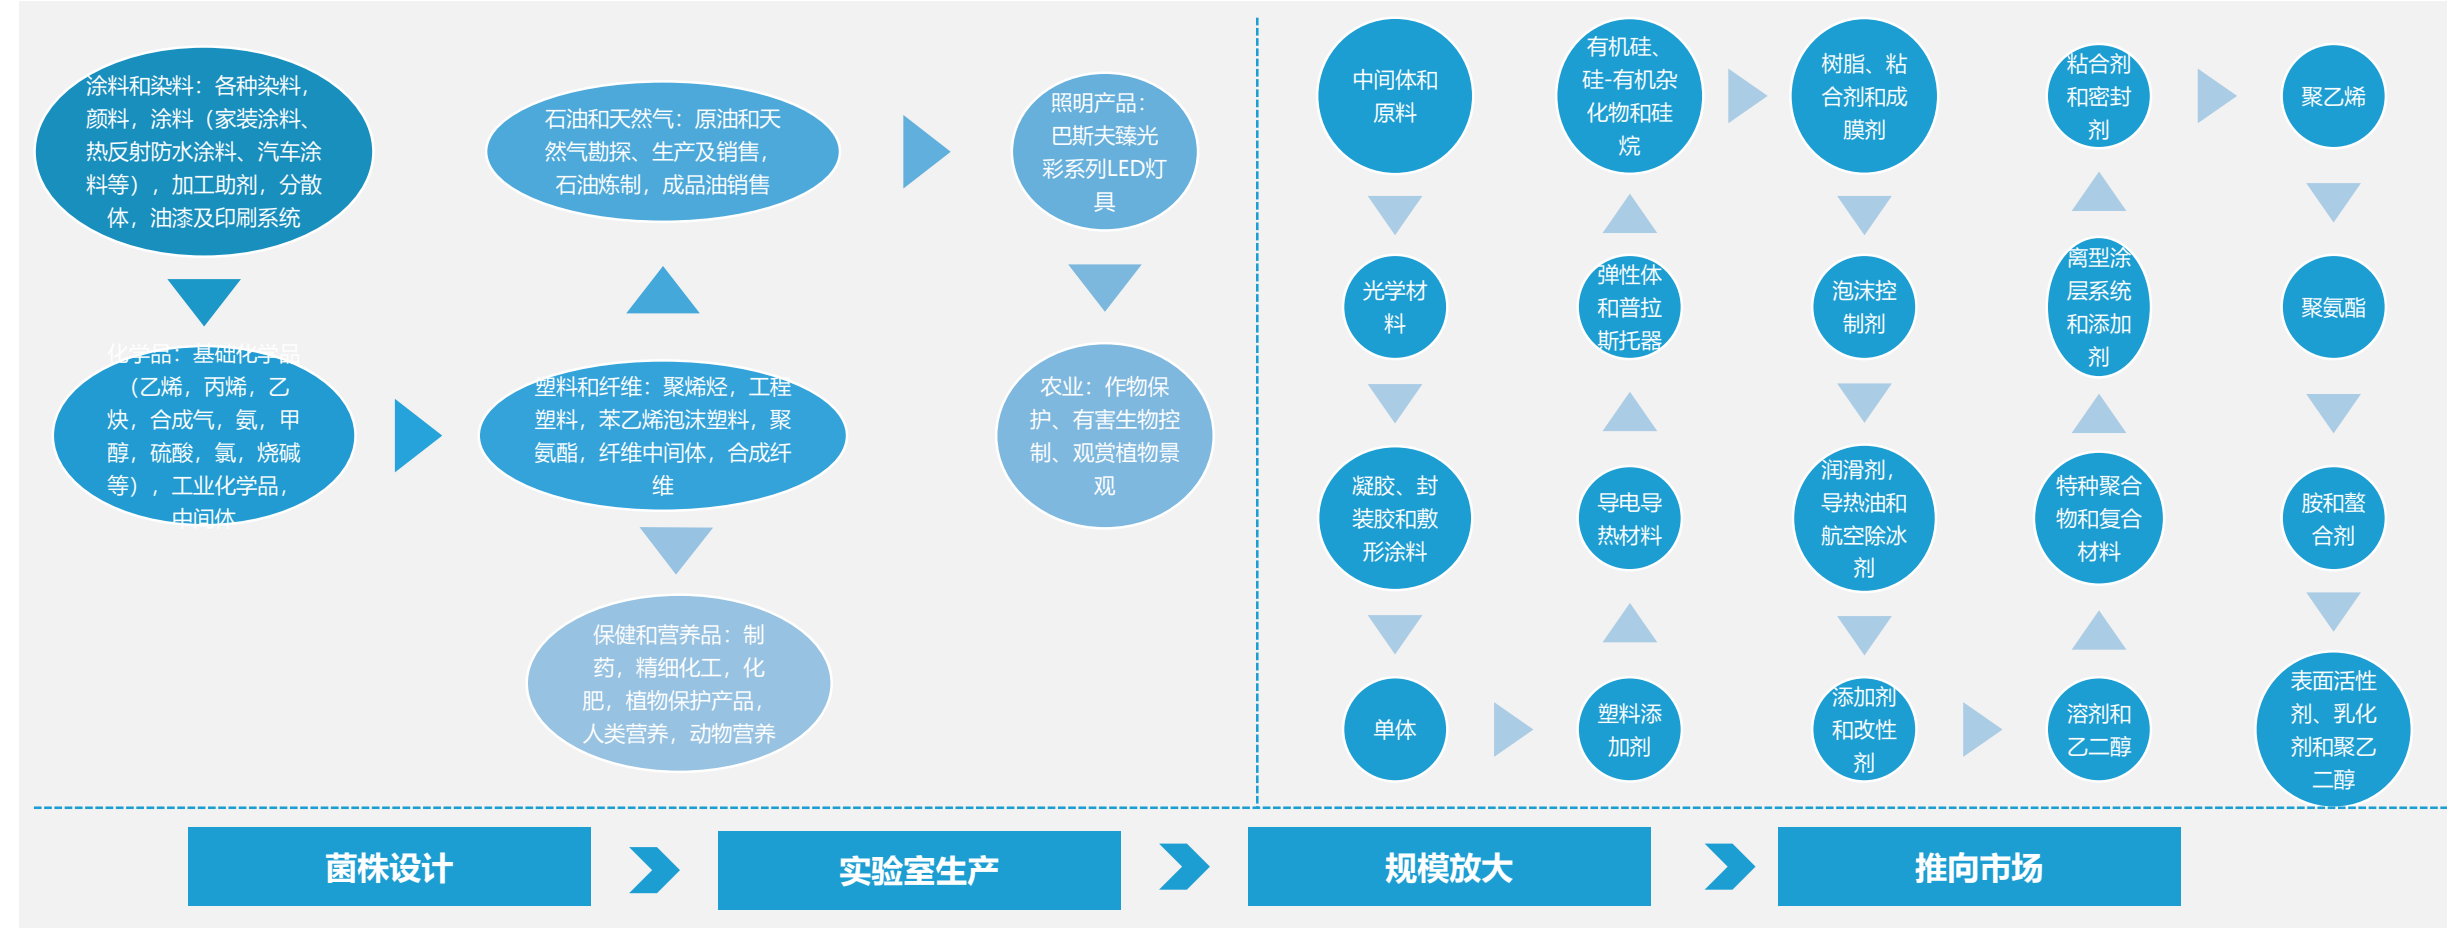 涂料和染料：各种染料，
颜料，涂料（家装涂料、
热反射防水涂料、汽车涂
料等），加工助剂，分散
体，油漆及印刷系统
化学品：基础化学品
（乙烯，丙烯，乙
炔，合成气，氨，甲
醇，硫酸，氯，烧碱
等），工业化学品，
中间体
石油和天然气：原油和天
然气勘探、生产及销售，
石油炼制，成品油销售
塑料和纤维：聚烯烃，工程
塑料，苯乙烯泡沫塑料，聚
氨酯，纤维中间体，合成纤
维
保健和营养品：制
药，精细化工，化
肥，植物保护产品，
人类营养，动物营养
照明产品：
巴斯夫臻光
彩系列LED灯
具
农业：作物保
护、有害生物控
制、观赏植物景
观
中间体和
原料
光学材
料
凝胶、封
装胶和敷
形涂料
单体
有机硅、
硅-有机杂
化物和硅
烷
弹性体
和普拉
斯托器
导电导
热材料
塑料添
加剂
树脂、粘
合剂和成
膜剂
泡沫控
制剂
润滑剂，
导热油和
航空除冰
剂
添加剂
和改性
剂
粘合剂
和密封
剂
离型涂
层系统
和添加
剂
特种聚合
物和复合
材料
溶剂和
乙二醇
聚乙烯
聚氨酯
胺和螯
合剂
表面活性
剂、乳化
剂和聚乙
二醇
菌株设计
实验室生产
规模放大
推向市场